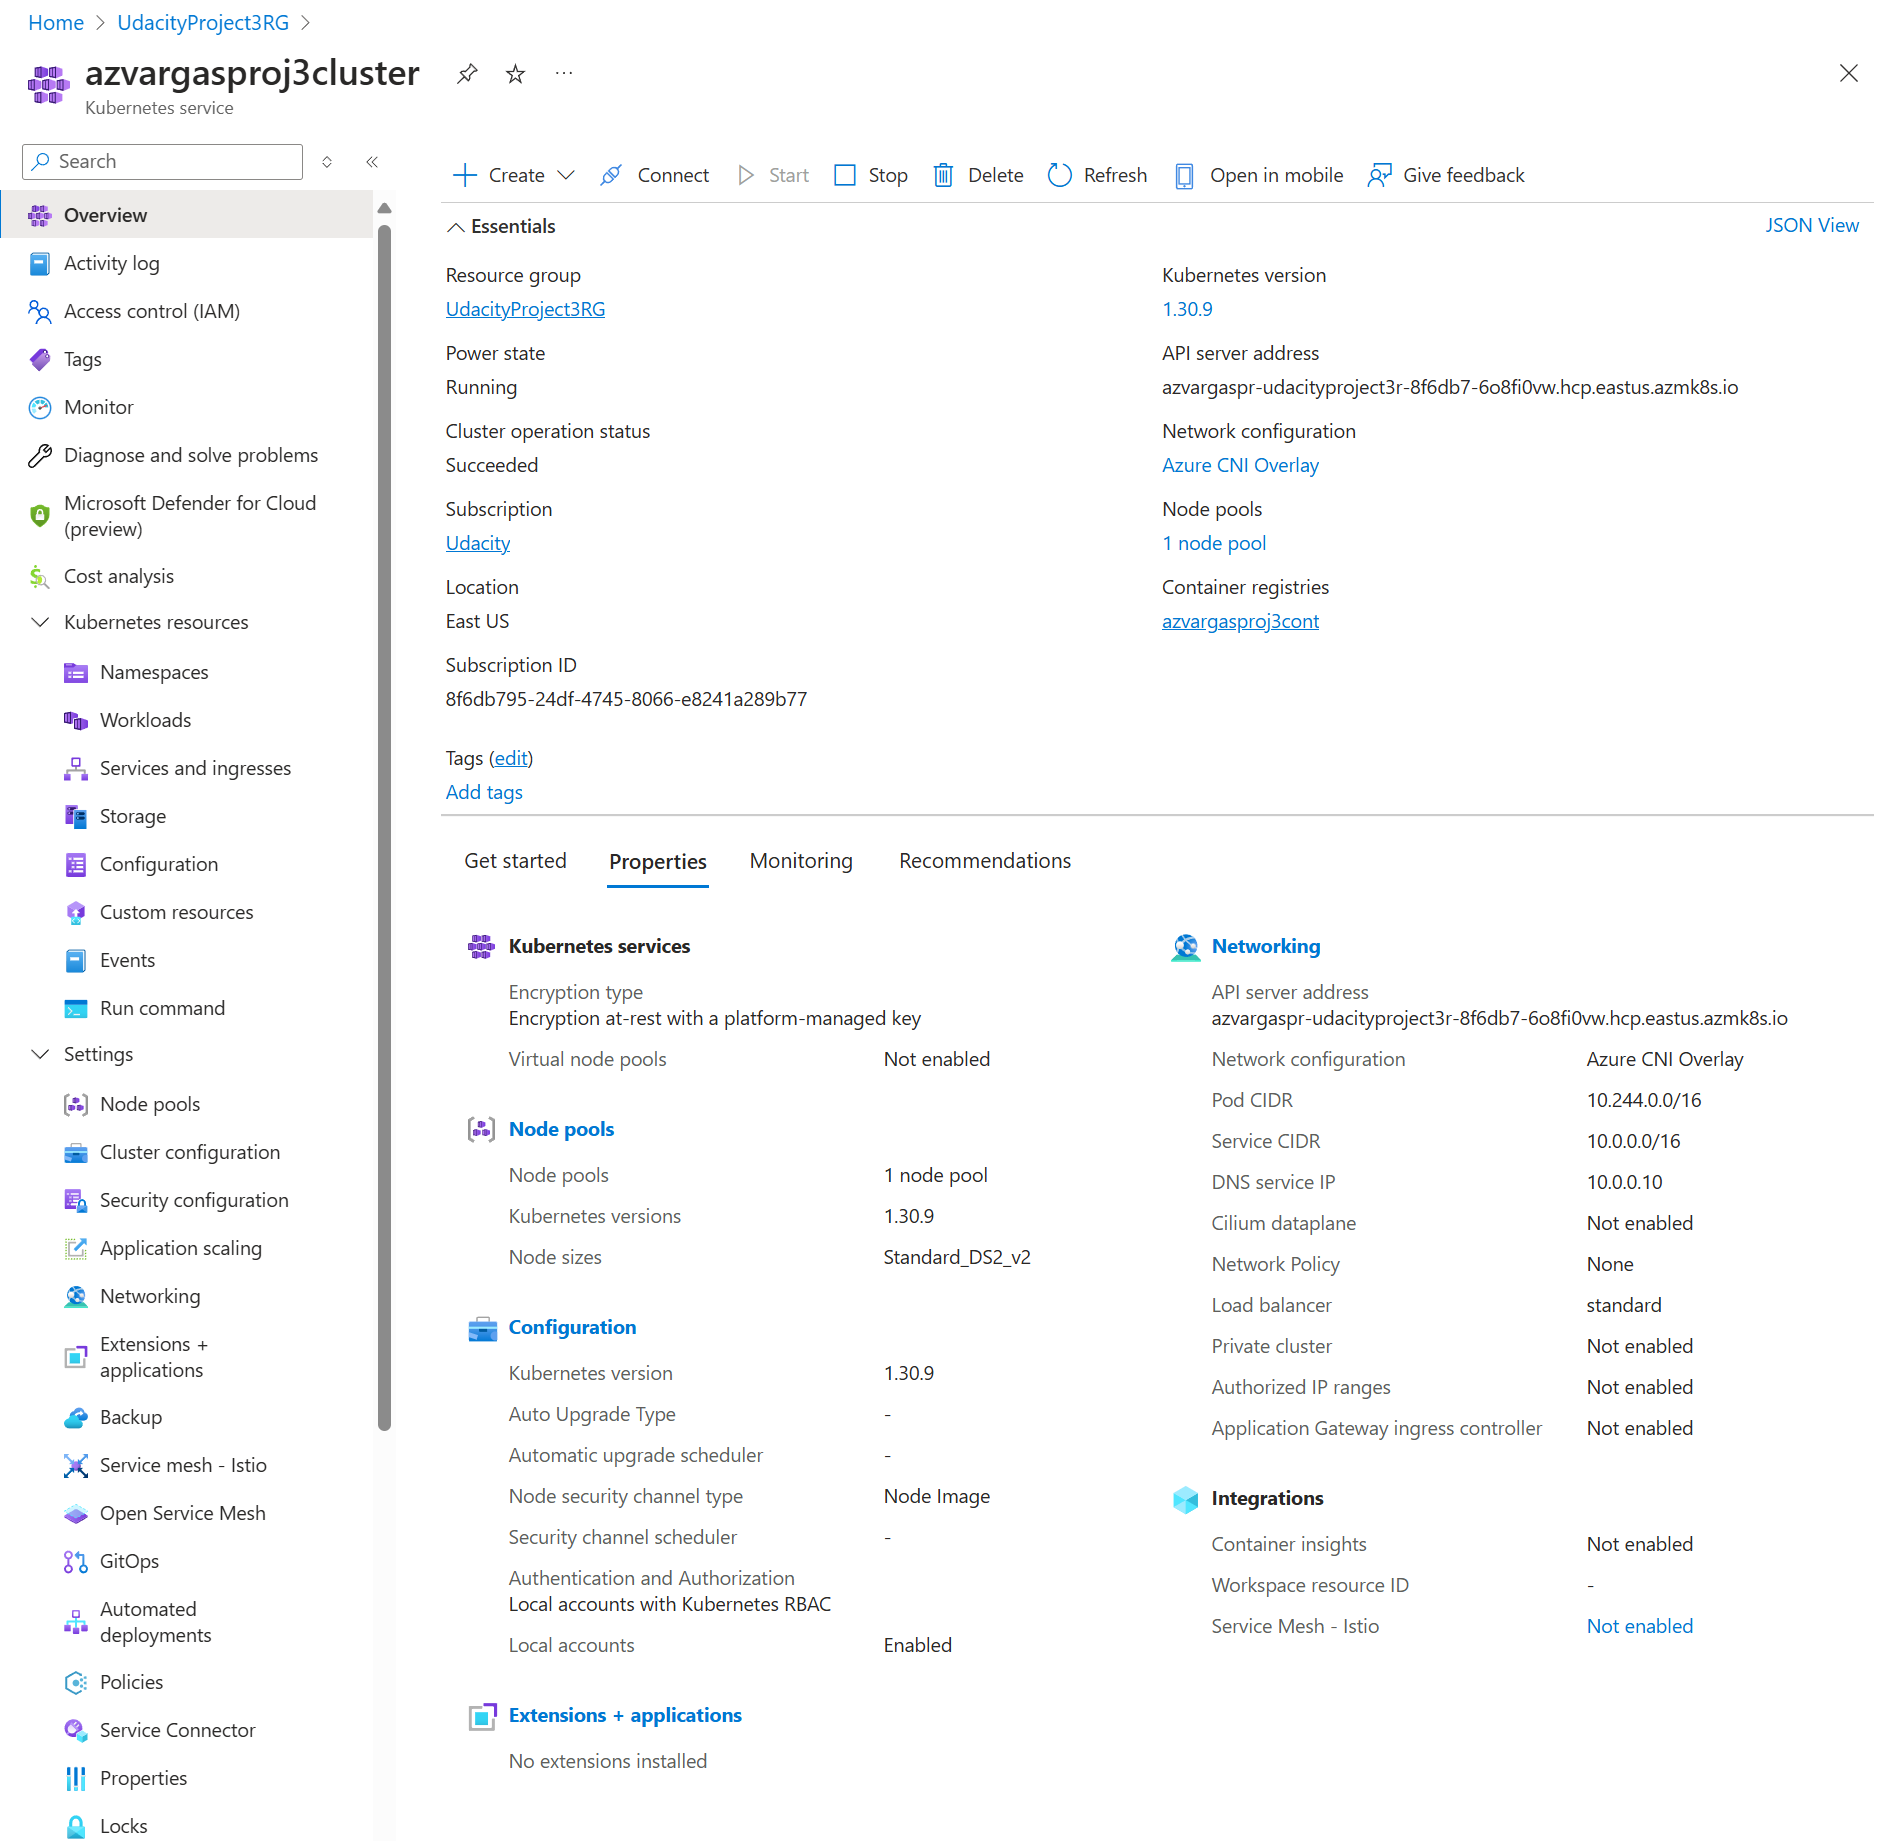 Home > UdacityProject3RG >
azvargasproj3cluster
Kubernetes service
Search
Overview
Activity log
Access control (IAM)
Tags
Monitor
Diagnose and solve problems
Microsoft Defender for Cloud
(preview)
Cost analysis
Kubernetes resources
Namespaces
Workloads
Services and ingresses
Storage
Configuration
Custom resources
Events
Run command
Settings
Node pools
Cluster configuration
Security configuration
Application scaling
Networking
Extensions +
applications
Backup
Service mesh - Istio
Open Service Mesh
GitOps
Automated
deployments
Policies
Service Connector
Properties
Locks
Create Connect Start Stop Delete Refresh Open in mobile Give feedback
Essentials
JSON View
Resource group
UdacityProject3RG
Power state
Running
Cluster operation status
Succeeded
Subscription
Udacity
Location
East US
Subscription ID
8f6db795-24df-4745-8066-e8241a289b77
Kubernetes version
1.30.9
API server address
azvargaspr-udacityproject3r-8f6db7-6o8fi0vw.hcp.eastus.azmk8s.io
Network configuration
Azure CNI Overlay
Node pools
1 node pool
Container registries
azvargasproj3cont
Tags (edit)
Add tags
Get started Properties Monitoring Recommendations
Kubernetes services
Encryption type
Encryption at-rest with a platform-managed key
Virtual node pools Not enabled
Node pools
Node pools 1 node pool
Kubernetes versions 1.30.9
Node sizes Standard_DS2_v2
Configuration
Kubernetes version 1.30.9
Auto Upgrade Type -
Automatic upgrade scheduler -
Node security channel type Node Image
Security channel scheduler -
Authentication and Authorization
Local accounts with Kubernetes RBAC
Local accounts Enabled
Extensions + applications
No extensions installed
Networking
API server address
azvargaspr-udacityproject3r-8f6db7-6o8fi0vw.hcp.eastus.azmk8s.io
Network configuration Azure CNI Overlay
Pod CIDR 10.244.0.0/16
Service CIDR 10.0.0.0/16
DNS service IP 10.0.0.10
Cilium dataplane Not enabled
Network Policy None
Load balancer standard
Private cluster Not enabled
Authorized IP ranges Not enabled
Application Gateway ingress controller Not enabled
Integrations
Container insights Not enabled
Workspace resource ID -
Service Mesh - Istio Not enabled